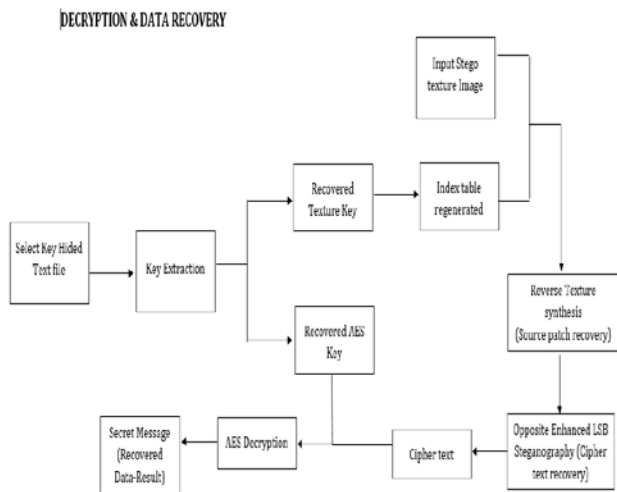 DECRYPTION & DATA RECOVERY
Input Stego
texture Image
Recovered
Texture Key
Index table
regenerated
Select Key Hided
Text file
Key Extraction
Reverse Texture
synthesis
(Source patch recovery)
Recovered AES
Key
Secret Message
(Recovered
Data-Result)
AES Decryption
Cipher text
Opposite Enhanced LSB
Steganography (Cipher
text recovery)